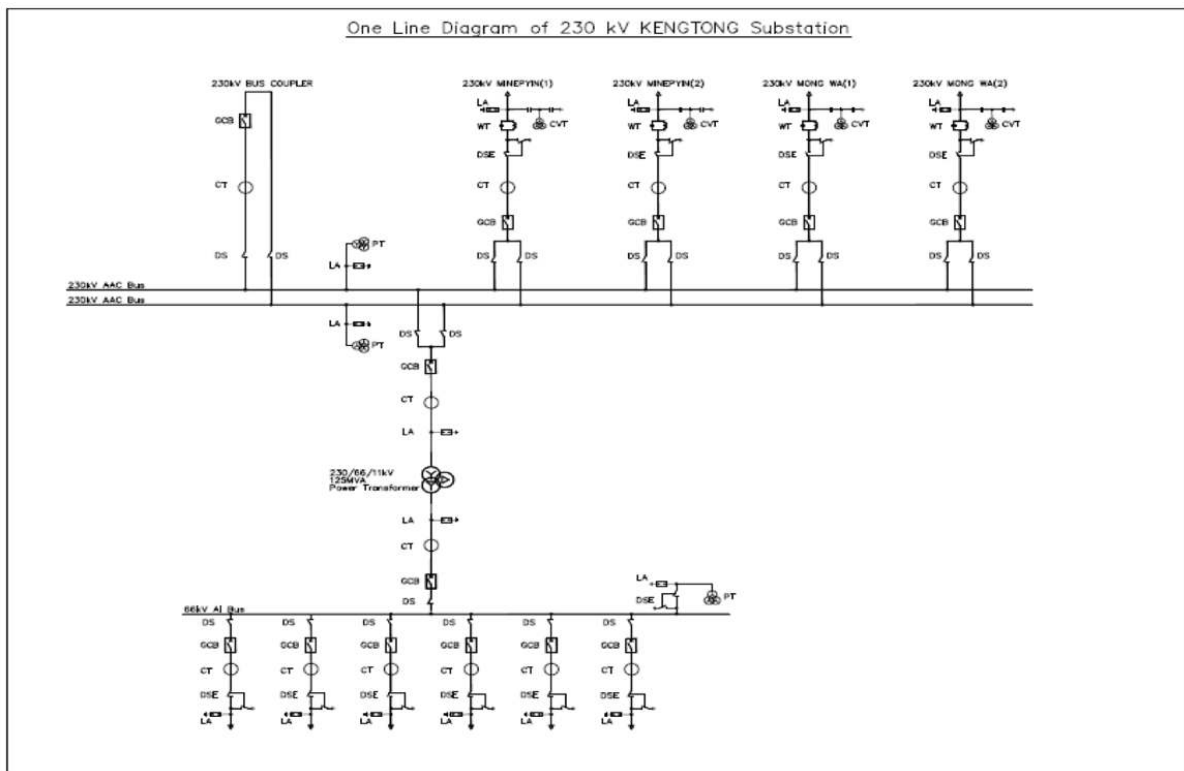 One Line Diagram of 230 kV KENGTONG Substation
230kV BUS COUPLER
230kV MINEPYIN(1)
230kV MINEPYIN(2)
230kV MONG WA(1)
230kV MONG WA(2)
LA
LA
LA
LA
GCB
WT
CVT
WT
CVT
WT
CVT
WT
CVT
DSE
DSE
DSE
DSE
CT
CT
CT
CT
CT
GCB
GCB
GCB
GCB
DS
DS
PT
DS
DS
DS
DS
DS
DS
DS
DS
LA
230kV AAC Bus
230kV AAC Bus
LA
DS
DS
PT
GCB
CT
LA
230/66/11kV
125MVA
Power Transformer
LA
CT
GCB
LA
DS
DSE
PT
66kV Al Bus
DS
DS
DS
DS
DS
DS
GCB
GCB
GCB
GCB
GCB
GCB
CT
CT
CT
CT
CT
CT
DSE
DSE
DSE
DSE
DSE
DSE
LA
LA
LA
LA
LA
LA